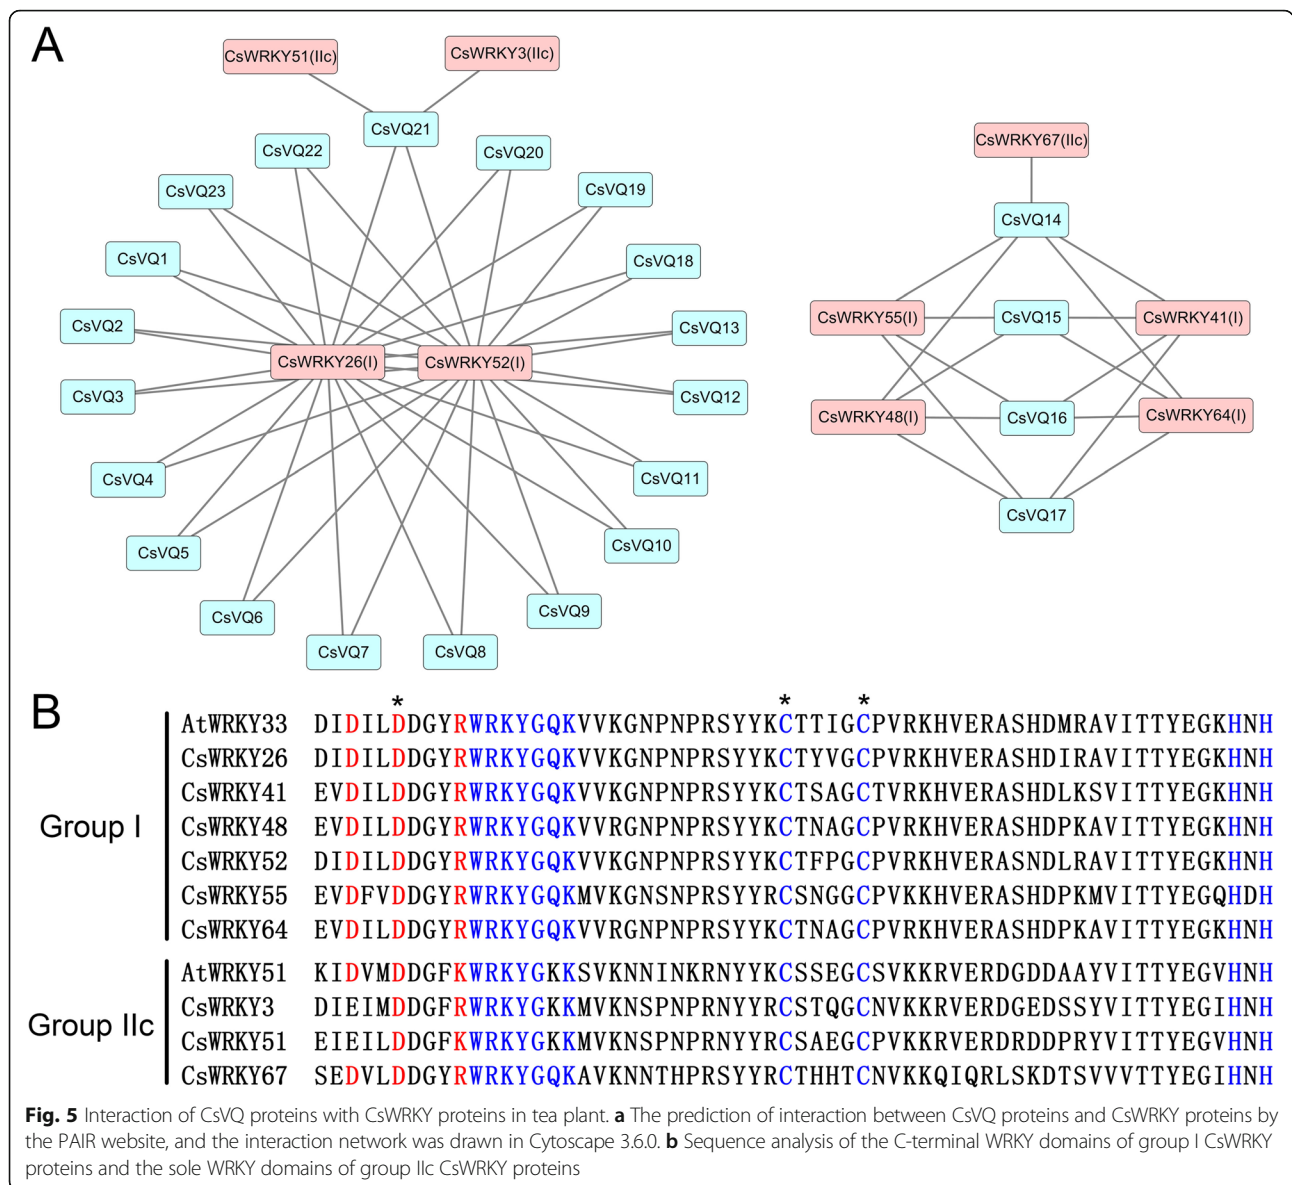 A
CsWRKY51(IIc)
CsWRKY3(IIc)
CsVQ21
CsVQ22
CsVQ20
CsVQ23
CsVQ19
CsVQ1
CsVQ18
CsVQ2
CsVQ13
CsWRKY26(I)
CsWRKY52(I)
CsVQ3
CsVQ12
CsVQ4
CsVQ11
CsVQ5
CsVQ10
CsVQ6
CsVQ9
CsVQ7
CsVQ8
CsWRKY67(IIc)
CsVQ14
CsWRKY55(I)
CsVQ15
CsWRKY41(I)
CsWRKY48(I)
CsVQ16
CsWRKY64(I)
CsVQ17
B
* * *
Group I
AtWRKY33 DIDILDDGYRWRKYGQKVVKGNPNPRSYYKCTTIGCPVRKHVERASHDMRAVITTYEGKHNH
CsWRKY26 DIDILDDGYRWRKYGQKVVKGNPNPRSYYKCTYVGCPVRKHVERASHDIRAVITTYEGKHNH
CsWRKY41 EVDILDDGYRWRKYGQKVVKGNPNPRSYYKCTSAGCTVRKHVERASHDLKSVITTYEGKHNH
CsWRKY48 EVDILDDGYRWRKYGQKVVRGNPNPRSYYKCTNAGCPVRKHVERASHDPKAVITTYEGKHNH
CsWRKY52 DIDILDDGYRWRKYGQKVVKGNPNPRSYYKCTFPGCPVRKHVERASNDLRAVITTYEGKHNH
CsWRKY55 EVDFVDDGYRWRKYGQKMVKGNSNPRSYYRCSNGGCPVKKHVERASHDPKMVITTYEGQHDH
CsWRKY64 EVDILDDGYRWRKYGQKVVRGNPNPRSYYKCTNAGCPVRKHVERASHDPKAVITTYEGKHNH
Group IIc
AtWRKY51 KIDVMDDGFKWRKYGKKSVKNNINKRNYYKCSSEGCSVKKRVERDGDDAAYVITTYEGVHNH
CsWRKY3 DIEIMDDGFRWRKYGKKMVKNSPNPRNYYRCSTQGCNVKKRVERDGEDSSYVITTYEGIHNH
CsWRKY51 EIEILDDGFKWRKYGKKMVKNSPNPRNYYRCSAEGCPVKKRVERDRDDPRYVITTYEGVHNH
CsWRKY67 SEDVLDDGYRWRKYGQKAVKNNTHPRSYYRCTHHTCNVKKQIQRLSKDTSVVVTTYEGIHNH
Fig. 5 Interaction of CsVQ proteins with CsWRKY proteins in tea plant. a The prediction of interaction between CsVQ proteins and CsWRKY proteins by
the PAIR website, and the interaction network was drawn in Cytoscape 3.6.0. b Sequence analysis of the C-terminal WRKY domains of group I CsWRKY
proteins and the sole WRKY domains of group IIc CsWRKY proteins